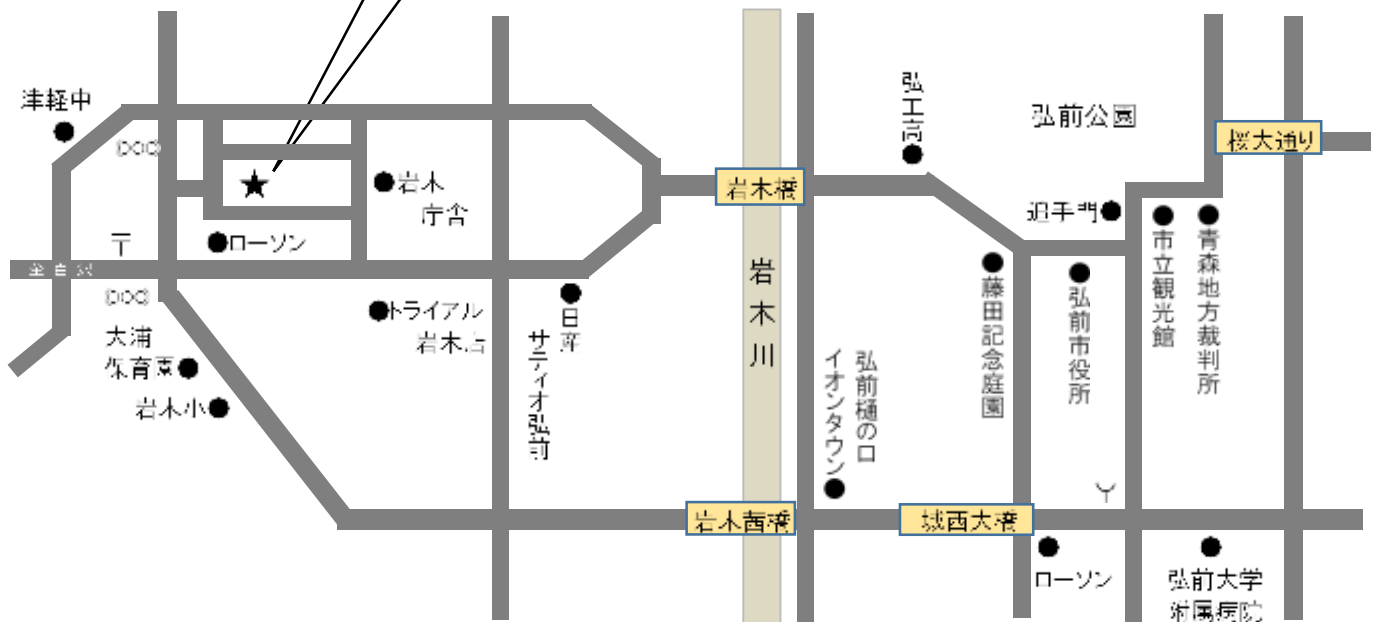 津軽中
〒
ローソン
岩木
庁舎
大浦
保育園
岩木小
トライアル
岩木店
日産
サティオ弘前
岩木橋
岩木川
岩木茜橋
弘工高
弘前公園
桜大通り
追手門
市立観光館
青森地方裁判所
藤田記念庭園
弘前市役所
弘前樋の口
イオンタウン
城西大橋
ローソン
弘前大学
附属病院